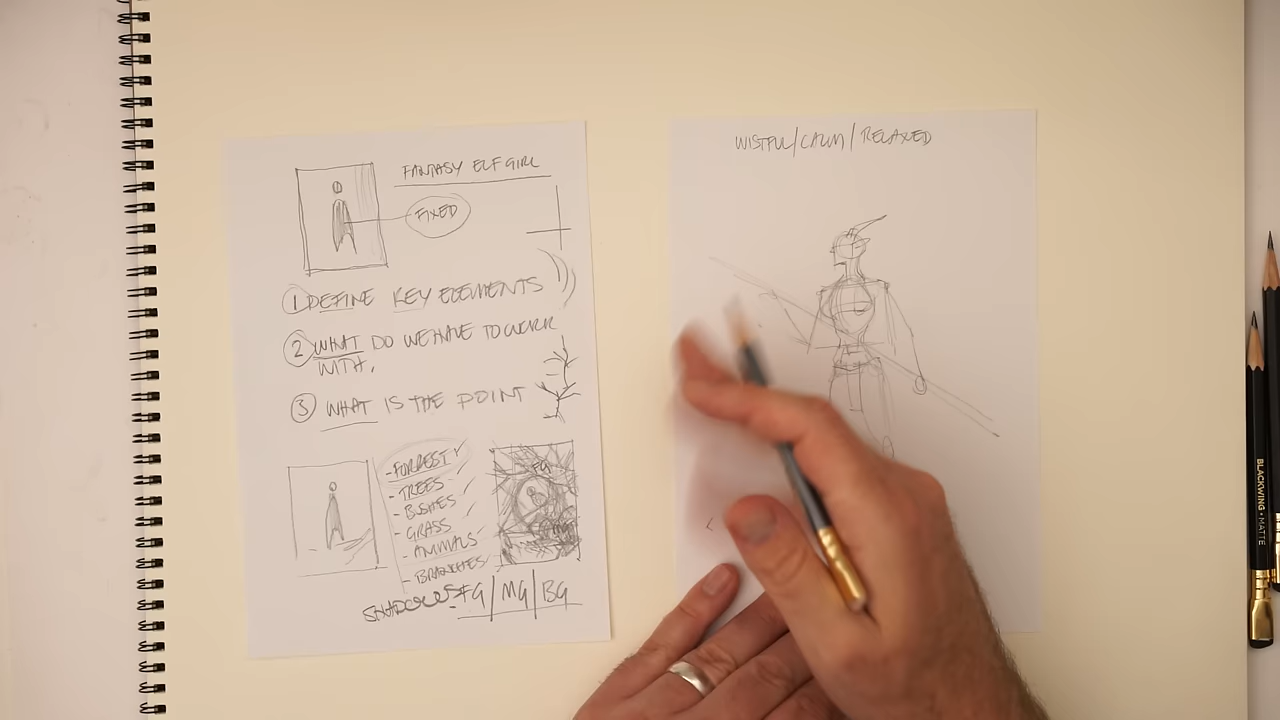 FANTASY ELF GIRL
FIXED
1 DEFINE KEY ELEMENTS
2 WHAT DO WE HAVE TO WORK
WITH.
3 WHAT IS THE POINT
- FORREST
- TREES
- BUSHES
- GRASS
- ANIMALS
- BRANCHES
SHADOWS
FG
FG/MG/BG
WISTFUL/CALM/RELAXED
BLACKWING • MATTE